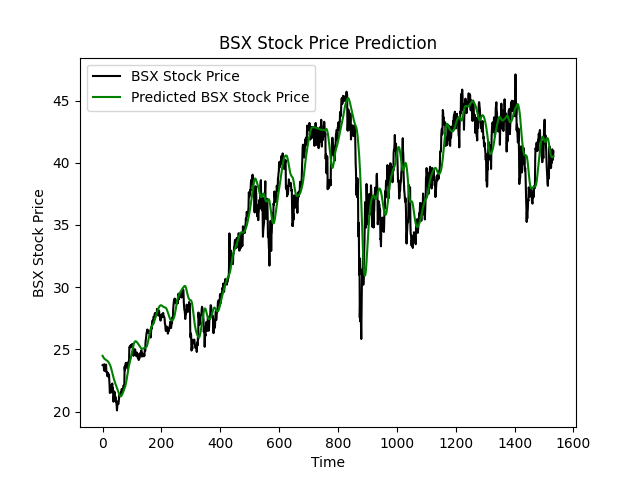 BSX Stock Price Prediction
BSX Stock Price
Predicted BSX Stock Price
45
40
35
30
25
20
BSX Stock Price
0 200 400 600 800 1000 1200 1400 1600
Time